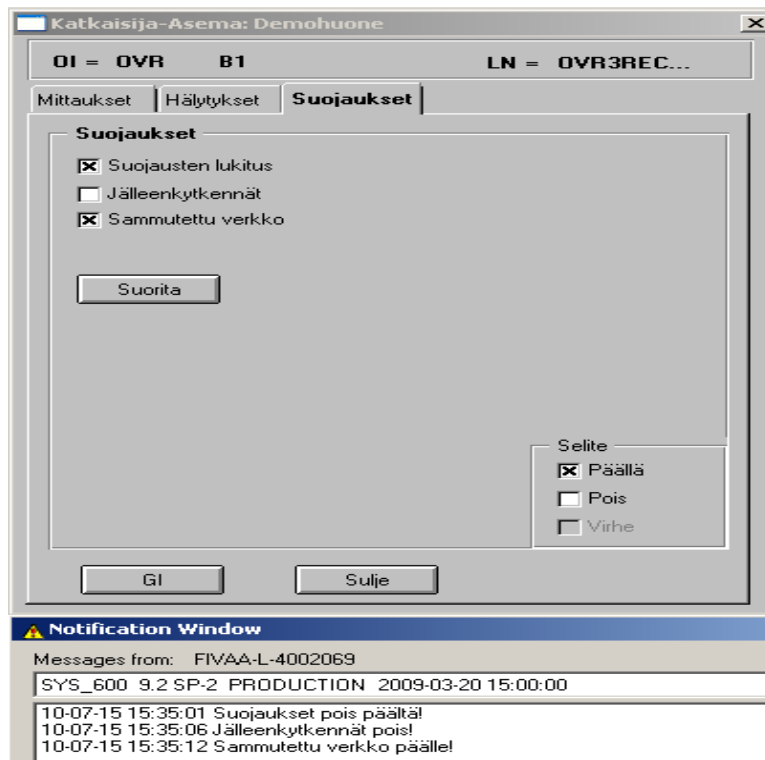 Katkaisija-Asema: Demohuone
OI = OVR B1 LN = OVR3REC...
Mittaukset Hälytykset Suojaukset
Suojaukset
Suojausten lukitus
Jälleenkytkennät
Sammutettu verkko
Suorita
Selite
Päällä
Pois
Virhe
GI Sulje
Notification Window
Messages from: FIVAA-L-4002069
SYS_600 9.2 SP-2 PRODUCTION 2009-03-20 15:00:00
10-07-15 15:35:01 Suojaukset pois päältä!
10-07-15 15:35:06 Jälleenkytkennät pois!
10-07-15 15:35:12 Sammutettu verkko päälle!